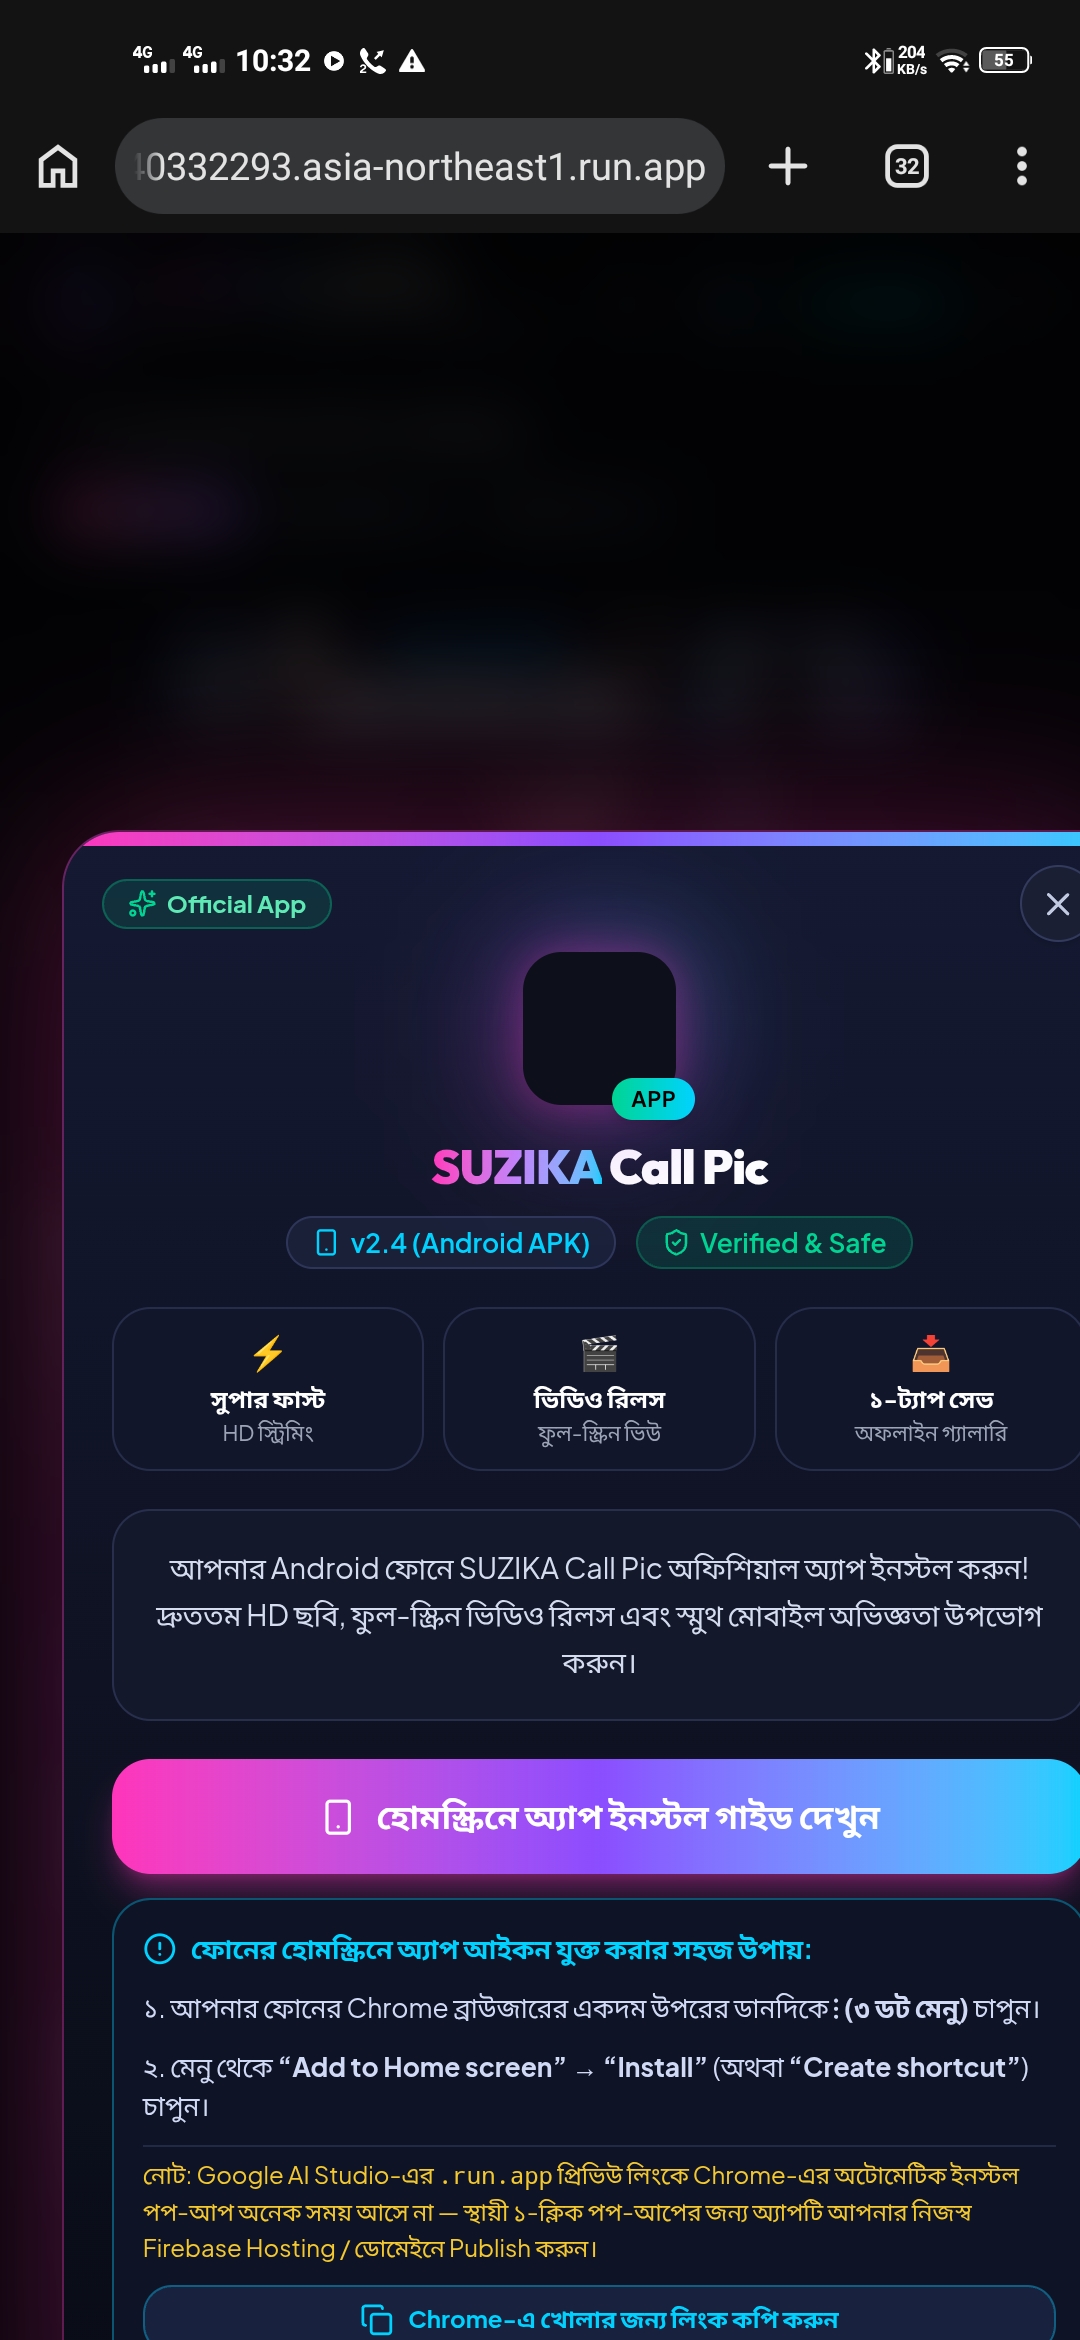 4G 4G 10:32 2 204 KB/s 55
0332293.asia-northeast1.run.app 32
Official App
APP
SUZIKA Call Pic
v2.4 (Android APK) Verified & Safe
⚡ 🎬 📥
সুপার ফাস্ট ভিডিও রিলস ১-ট্যাপ সেভ
HD স্ট্রিমিং ফুল-স্ক্রিন ভিউ অফলাইন গ্যালারি
আপনার Android ফোনে SUZIKA Call Pic অফিশিয়াল অ্যাপ ইনস্টল করুন!
দ্রুততম HD ছবি, ফুল-স্ক্রিন ভিডিও রিলস এবং স্মুথ মোবাইল অভিজ্ঞতা উপভোগ
করুন।
হোমস্ক্রিনে অ্যাপ ইনস্টল গাইড দেখুন
ফোনের হোমস্ক্রিনে অ্যাপ আইকন যুক্ত করার সহজ উপায়:
১. আপনার ফোনের Chrome ব্রাউজারের একদম উপরের ডানদিকে ⋮ (৩ ডট মেনু) চাপুন।
২. মেনু থেকে “Add to Home screen” → “Install” (অথবা “Create shortcut”)
চাপুন।
নোট: Google AI Studio-এর .run.app প্রিভিউ লিংকে Chrome-এর অটোমেটিক ইনস্টল
পপ-আপ অনেক সময় আসে না — স্থায়ী ১-ক্লিক পপ-আপের জন্য অ্যাপটি আপনার নিজস্ব
Firebase Hosting / ডোমেইনে Publish করুন।
Chrome-এ খোলার জন্য লিংক কপি করুন